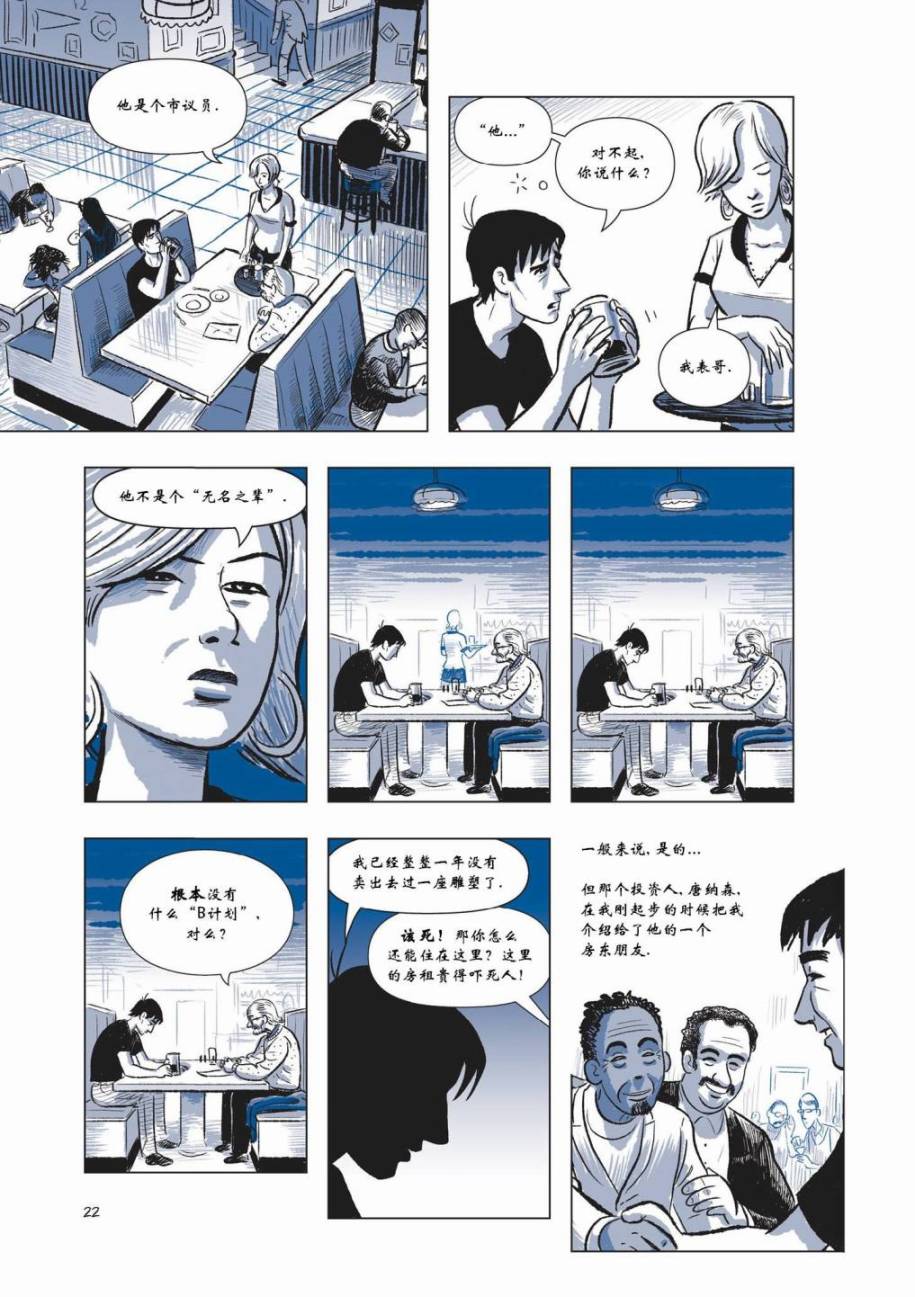 他是个市议员.
“他...”
对不起,
你说什么?
我表哥.
他不是个“无名之辈”.
根本没有
什么“B计划”,
对么?
我已经整整一年没有
卖出去过一座雕塑了.
该死! 那你怎么
还能住在这里? 这里
的房租贵得吓死人!
一般来说, 是的...
但那个投资人, 唐纳森,
在我刚起步的时候把我
介绍给了他的一个
房东朋友.
22